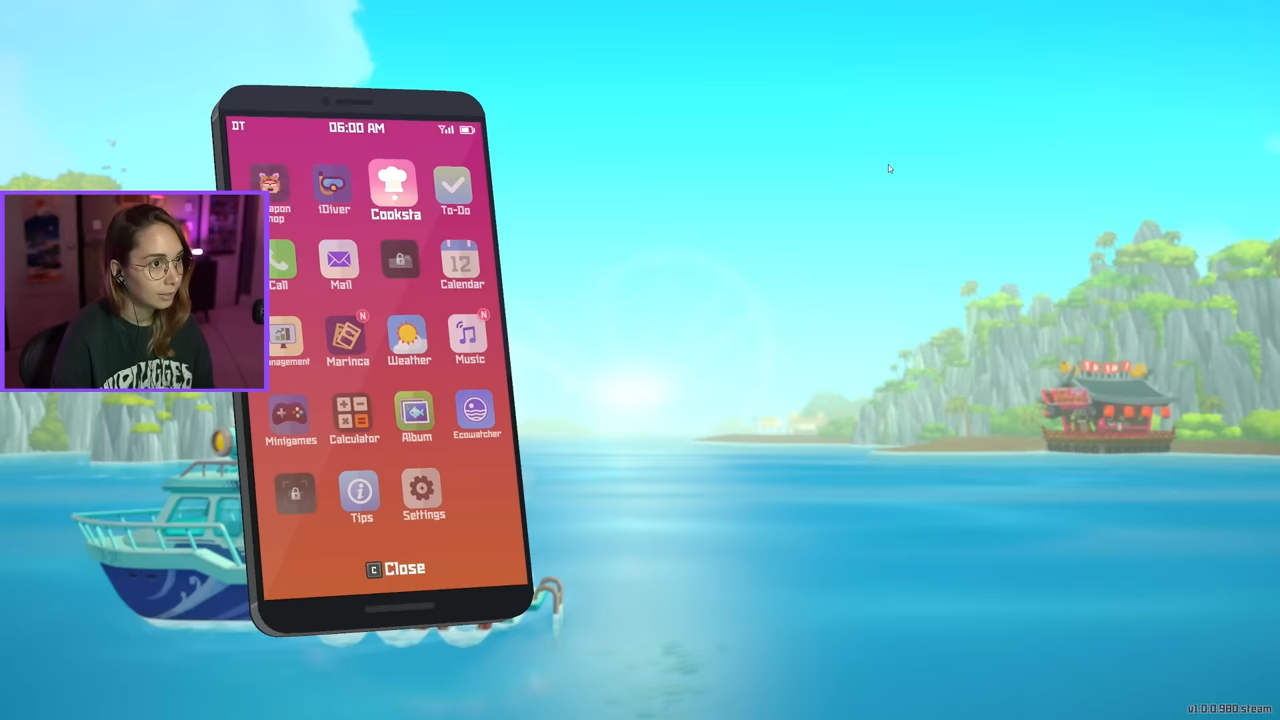 DT 06:00 AM
iDiver Cooksta To-Do
Call Mail Calendar
12
N N
Marinca Weather Music
Minigames Calculator Album Ecowatcher
Tips Settings
C Close
UNPLUGGED
v1.0.0.980.steam